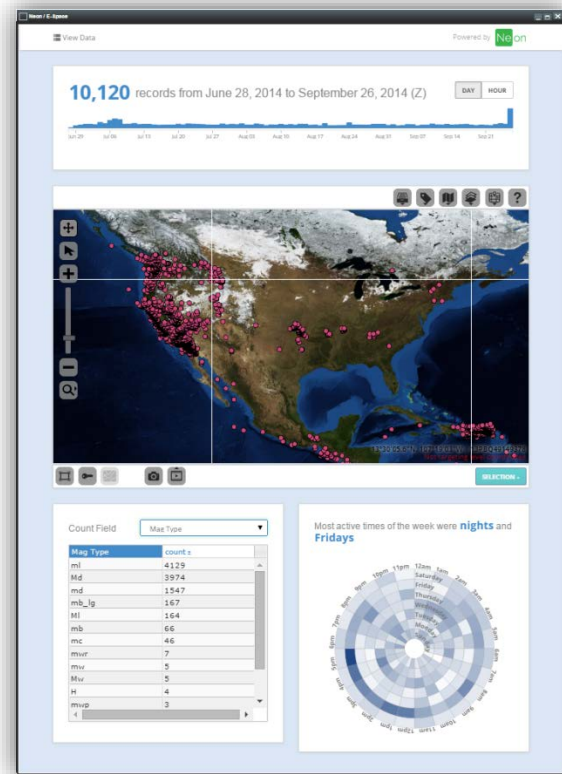 Neon / E-Space
View Data
Powered by Neon
10,120 records from June 28, 2014 to September 26, 2014 (Z)
DAY HOUR
Jun 29 Jul 06 Jul 13 Jul 20 Jul 27 Aug 03 Aug 10 Aug 17 Aug 24 Aug 31 Sep 07 Sep 14 Sep 21
?
SELECTION
Count Field Mag Type
Mag Type count
ml 4129
Md 3974
md 1547
mb_lg 167
Ml 164
mb 66
mc 46
mwr 7
mw 5
Mw 5
H 4
mwp 3
Most active times of the week were nights and
Fridays
12am 1am 2am 3am 4am 5am 6am 7am 8am 9am 10am 11am 12pm 1pm 2pm 3pm 4pm 5pm 6pm 7pm 8pm 9pm 10pm 11pm
Saturday
Friday
Thursday
Wednesday
Tuesday
Monday